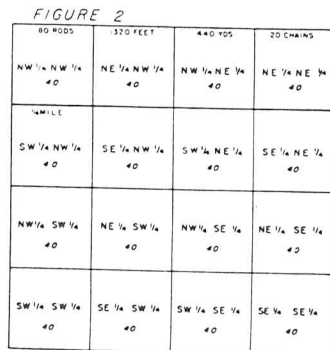 FIGURE 2
80 RODS 1320 FEET 440 YDS 20 CHAINS
NW 1/4 NW 1/4 NE 1/4 NW 1/4 NW 1/4 NE 1/4 NE 1/4 NE 1/4
40 40 40 40
1/4 MILE
SW 1/4 NW 1/4 SE 1/4 NW 1/4 SW 1/4 NE 1/4 SE 1/4 NE 1/4
40 40 40 40
NW 1/4 SW 1/4 NE 1/4 SW 1/4 NW 1/4 SE 1/4 NE 1/4 SE 1/4
40 40 40 40
SW 1/4 SW 1/4 SE 1/4 SW 1/4 SW 1/4 SE 1/4 SE 1/4 SE 1/4
40 40 40 40